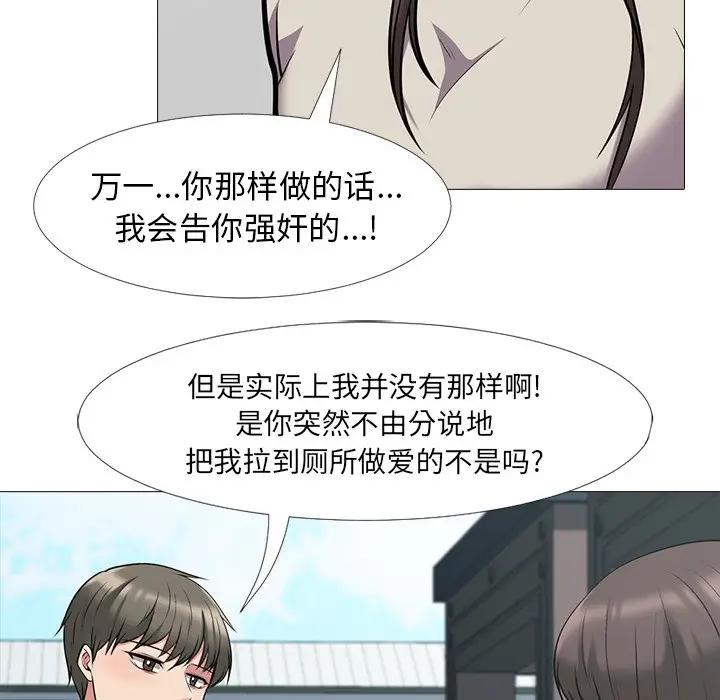 万一...你那样做的话...
我会告你强奸的...!
但是实际上我并没有那样啊!
是你突然不由分说地
把我拉到厕所做爱的不是吗?